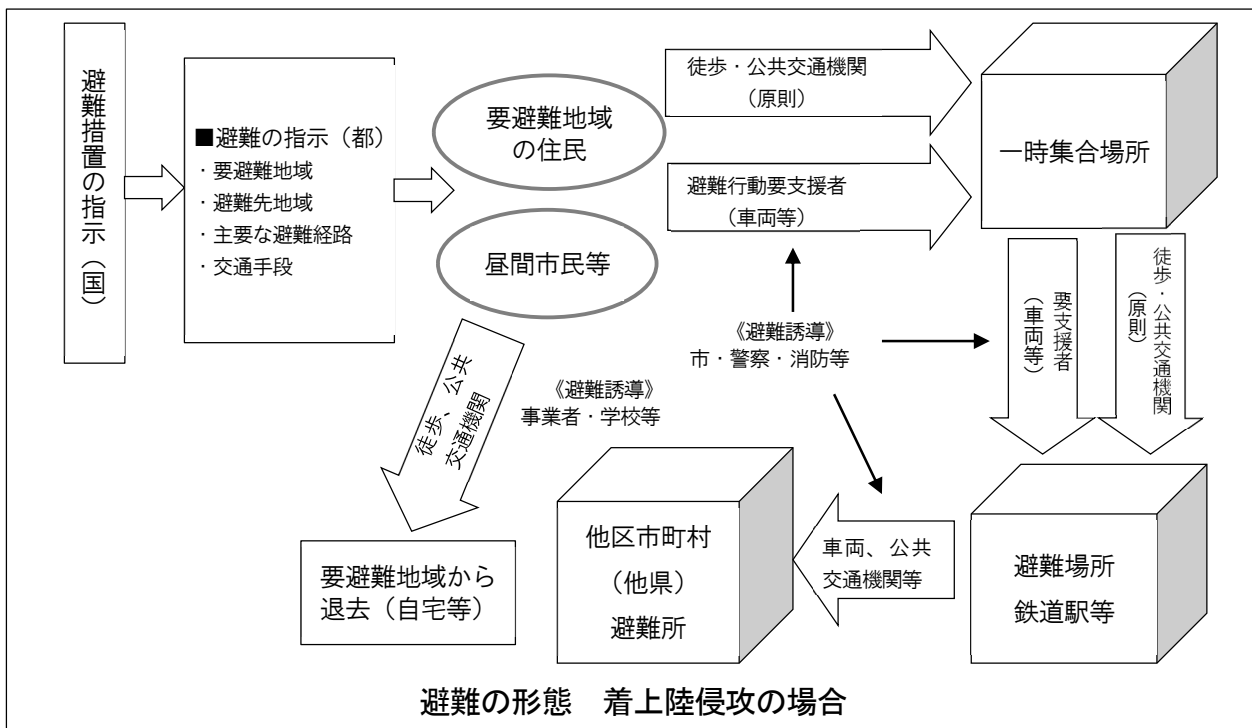 避難措置の指示（国）
■避難の指示（都）
・要避難地域
・避難先地域
・主要な避難経路
・交通手段
要避難地域
の住民
昼間市民等
徒歩・公共交通機関
（原則）
避難行動要支援者
（車両等）
一時集合場所
徒歩・公共交通機関
（原則）
要支援者
（車両等）
《避難誘導》
市・警察・消防等
《避難誘導》
事業者・学校等
徒歩、公共
交通機関
要避難地域から
退去（自宅等）
他区市町村
（他県）
避難所
車両、公共
交通機関等
避難場所
鉄道駅等
避難の形態　着上陸侵攻の場合